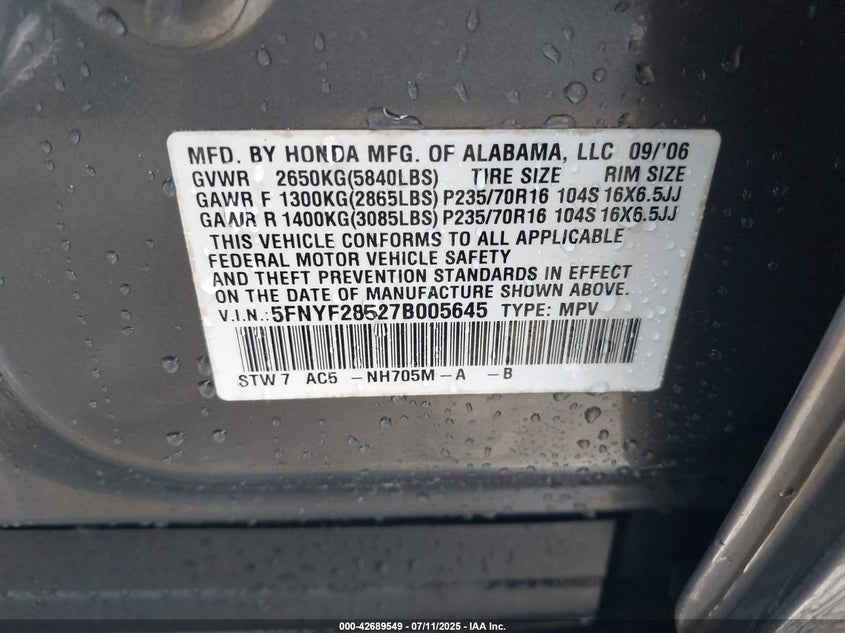 MFD. BY HONDA MFG. OF ALABAMA, LLC 09/'06
GVWR 2650KG(5840LBS) TIRE SIZE RIM SIZE
GAWR F 1300KG(2865LBS) P235/70R16 104S 16X6.5JJ
GAWR R 1400KG(3085LBS) P235/70R16 104S 16X6.5JJ
THIS VEHICLE CONFORMS TO ALL APPLICABLE
FEDERAL MOTOR VEHICLE SAFETY
AND THEFT PREVENTION STANDARDS IN EFFECT
ON THE DATE OF MANUFACTURE SHOWN ABOVE.
V.I.N.: 5FNYF28527B005645 TYPE: MPV
STW7 AC5 -NH705M-A -B
000-42689549 - 07/11/2025 - IAA Inc.